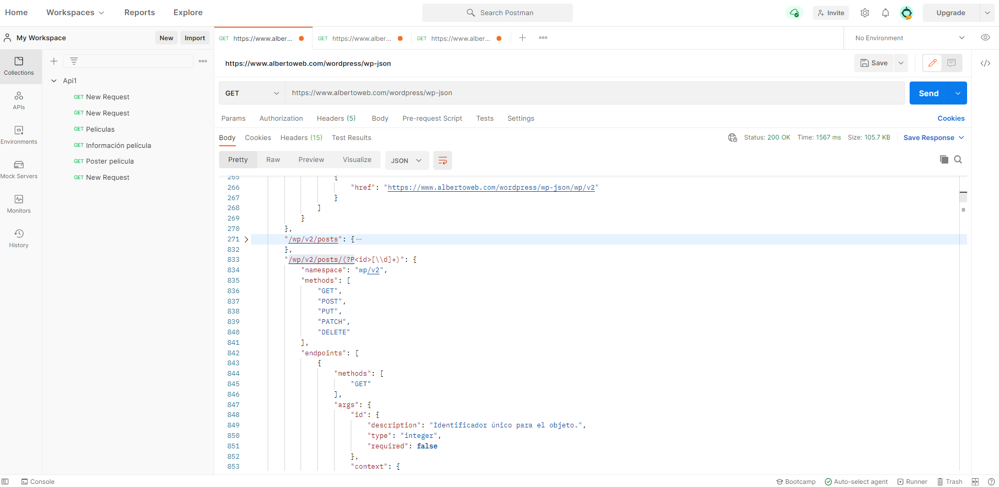 Home Workspaces Reports Explore Search Postman Invite Upgrade
My Workspace New Import GET https://www.alber... GET https://www.alber... GET https://www.alber... No Environment
https://www.albertoweb.com/wordpress/wp-json Save
Collections
Api1
GET New Request
GET New Request
GET Peliculas
GET Información película
GET Poster pelicula
GET New Request
APIs
Environments
Mock Servers
Monitors
History
GET https://www.albertoweb.com/wordpress/wp-json Send
Params Authorization Headers (5) Body Pre-request Script Tests Settings Cookies
Body Cookies Headers (15) Test Results Status: 200 OK Time: 1567 ms Size: 105.7 KB Save Response
Pretty Raw Preview Visualize JSON
265 {
266 "href": "https://www.albertoweb.com/wordpress/wp-json/wp/v2"
267 }
268 ]
269 }
270 },
271 "/wp/v2/posts": {···
832 },
833 "/wp/v2/posts/(?P<id>[\\d]+)": {
834 "namespace": "wp/v2",
835 "methods": [
836 "GET",
837 "POST",
838 "PUT",
839 "PATCH",
840 "DELETE"
841 ],
842 "endpoints": [
843 {
844 "methods": [
845 "GET"
846 ],
847 "args": {
848 "id": {
849 "description": "Identificador único para el objeto.",
850 "type": "integer",
851 "required": false
852 },
853 "context": {
Console Bootcamp Auto-select agent Runner Trash